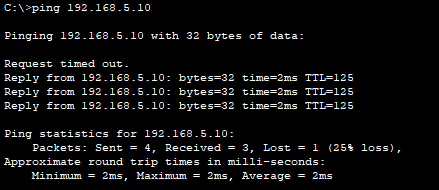 C:\>ping 192.168.5.10
Pinging 192.168.5.10 with 32 bytes of data:
Request timed out.
Reply from 192.168.5.10: bytes=32 time=2ms TTL=125
Reply from 192.168.5.10: bytes=32 time=2ms TTL=125
Reply from 192.168.5.10: bytes=32 time=2ms TTL=125
Ping statistics for 192.168.5.10:
    Packets: Sent = 4, Received = 3, Lost = 1 (25% loss),
Approximate round trip times in milli-seconds:
    Minimum = 2ms, Maximum = 2ms, Average = 2ms